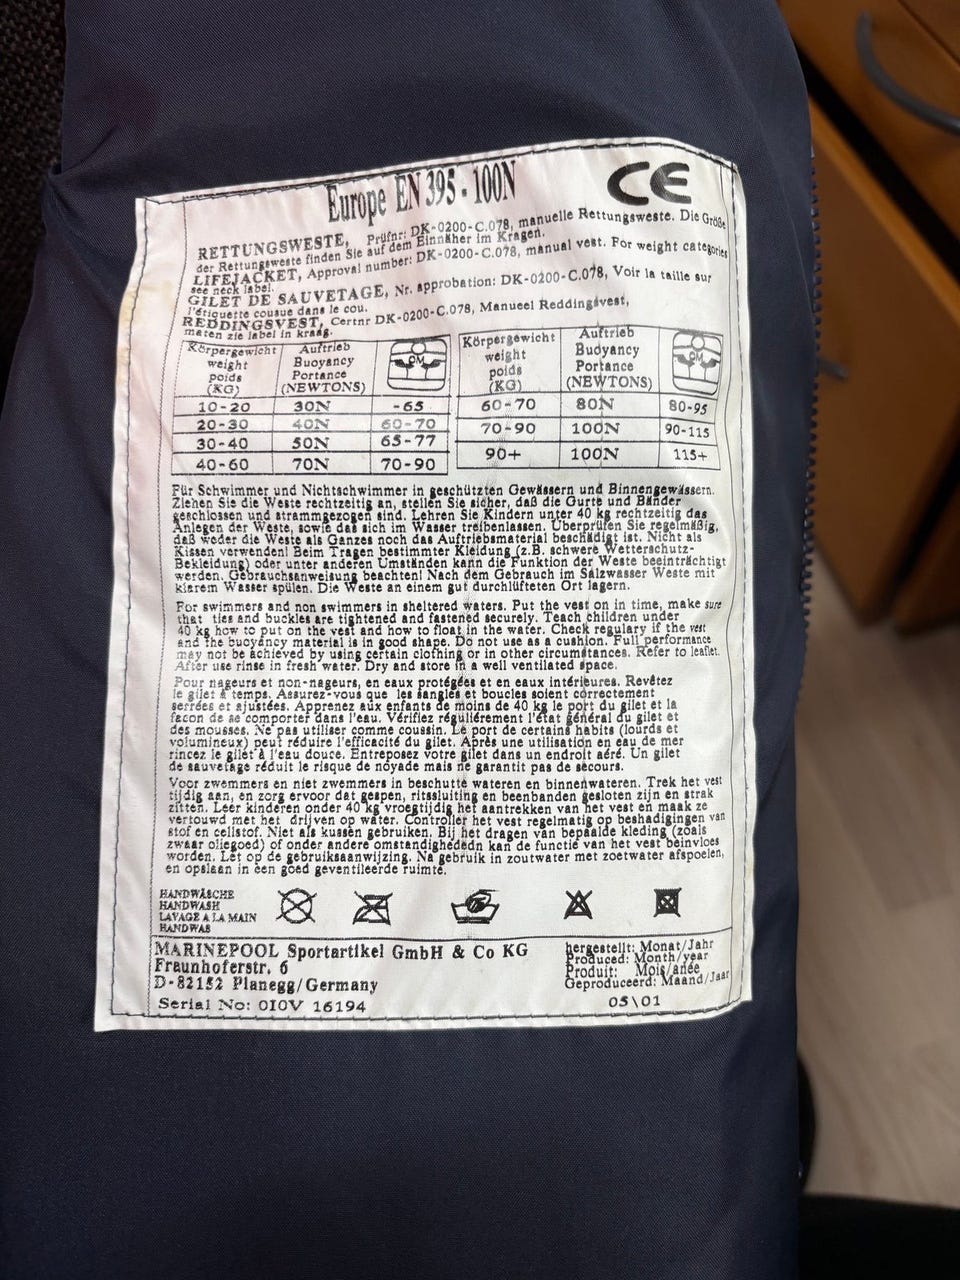 Europe EN 395 - 100N
CE
RETTUNGSWESTE, Prüfnr: DK-0200-C.078, manuelle Rettungsweste. Die Größe
der Rettungsweste finden Sie auf dem Einnäher im Kragen.
LIFEJACKET, Approval number: DK-0200-C.078, manual vest. For weight categories
see neck label.
GILET DE SAUVETAGE, Nr. approbation: DK-0200-C.078, Voir la taille sur
l'étiquette cousue dans le cou.
REDDINGSVEST, Certnr DK-0200-C.078, Manueel Reddingsvest,
maten zie label in kraag.
Körpergewicht weight poids (KG) Auftrieb Buoyancy Portance (NEWTONS) CM
10-20 30N -65
20-30 40N 60-70
30-40 50N 65-77
40-60 70N 70-90
Körpergewicht weight poids (KG) Auftrieb Buoyancy Portance (NEWTONS) CM
60-70 80N 80-95
70-90 100N 90-115
90+ 100N 115+
Für Schwimmer und Nichtschwimmer in geschützten Gewässern und Binnengewässern.
Ziehen Sie die Weste rechtzeitig an, stellen Sie sicher, daß die Gurte und Bänder
geschlossen und strammgezogen sind. Lehren Sie Kindern unter 40 kg rechtzeitig das
Anlegen der Weste, sowie das sich im Wasser treibenlassen. Überprüfen Sie regelmäßig,
daß weder die Weste als Ganzes noch das Auftriebsmaterial beschädigt ist. Nicht als
Kissen verwenden! Beim Tragen bestimmter Kleidung (z.B. schwere Wetterschutz-
Bekleidung) oder unter anderen Umständen kann die Funktion der Weste beeinträchtigt
werden. Gebrauchsanweisung beachten! Nach dem Gebrauch im Salzwasser Weste mit
klarem Wasser spülen. Die Weste an einem gut durchlüfteten Ort lagern.
For swimmers and non swimmers in sheltered waters. Put the vest on in time, make sure
that ties and buckles are tightened and fastened securely. Teach children under
40 kg how to put on the vest and how to float in the water. Check regulary if the vest
and the buoyancy material is in good shape. Do not use as a cushion. Full performance
may not be achieved by using certain clothing or in other circumstances. Refer to leaflet.
After use rinse in fresh water. Dry and store in a well ventilated space.
Pour nageurs et non-nageurs, en eaux protégées et en eaux intérieures. Revêtez
le gilet à temps. Assurez-vous que les sangles et boucles soient correctement
serrées et ajustées. Apprenez aux enfants de moins de 40 kg le port du gilet et la
facon de se comporter dans l'eau. Vérifiez régulièrement l'état général du gilet et
des mousses. Ne pas utiliser comme coussin. Le port de certains habits (lourds et
volumineux) peut réduire l'efficacité du gilet. Après une utilisation en eau de mer
rincez le gilet à l'eau douce. Entreposez votre gilet dans un endroit aéré. Un gilet
de sauvetage réduit le risque de noyade mais ne garantit pas de secours.
Voor zwemmers en niet zwemmers in beschutte wateren en binnenwateren. Trek het vest
tijdig aan, en zorg ervoor dat gespen, ritssluiting en beenbanden gesloten zijn en strak
zitten. Leer kinderen onder 40 kg vroegtijdig het aantrekken van het vest en maak ze
vertouwd met het drijven op water. Controller het vest regelmatig op beshadigingen van
stof en cellstof. Niet als kussen gebruiken. Bij het dragen van bepaalde kleding (zoals
zwaar oliegoed) of onder andere omstandighededn kan de functie van het vest beinvloes
worden. Let op de gebruiksaanwijzing. Na gebruik in zoutwater met zoetwater afspoelen,
en opslaan in een goed geventileerde ruimte.
HANDWÄSCHE
HANDWASH
LAVAGE A LA MAIN
HANDWAS
MARINEPOOL Sportartikel GmbH & Co KG
Fraunhoferstr. 6
D-82152 Planegg/Germany
Serial No: 0I0V 16194
hergestellt: Monat/Jahr
Produced: Month/year
Produit: Mois/anée
Geproduceerd: Maand/Jaar
05\01